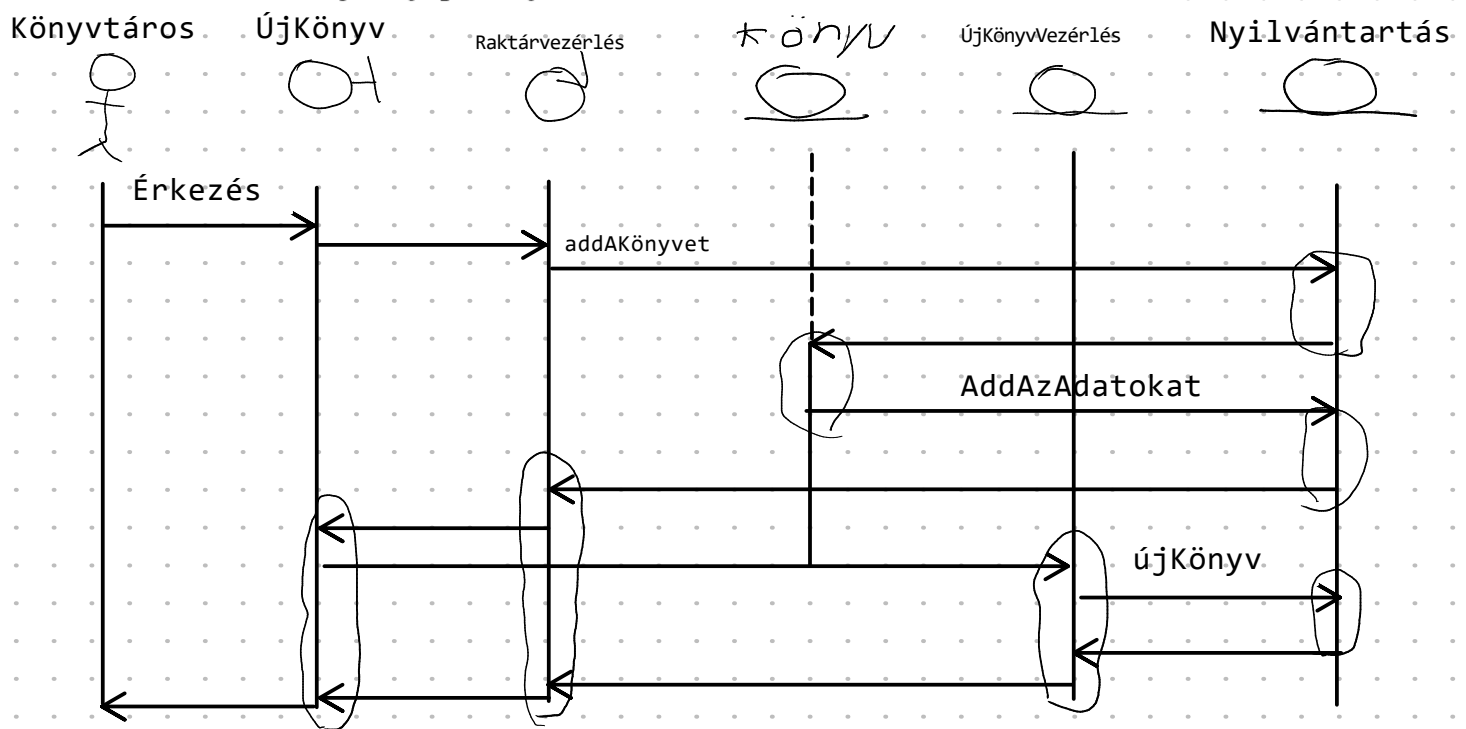 Könyvtáros ÚjKönyv Raktárvezérlés Könyv ÚjKönyvVezérlés Nyilvántartás
Érkezés
addAKönyvet
AddAzAdatokat
újKönyv